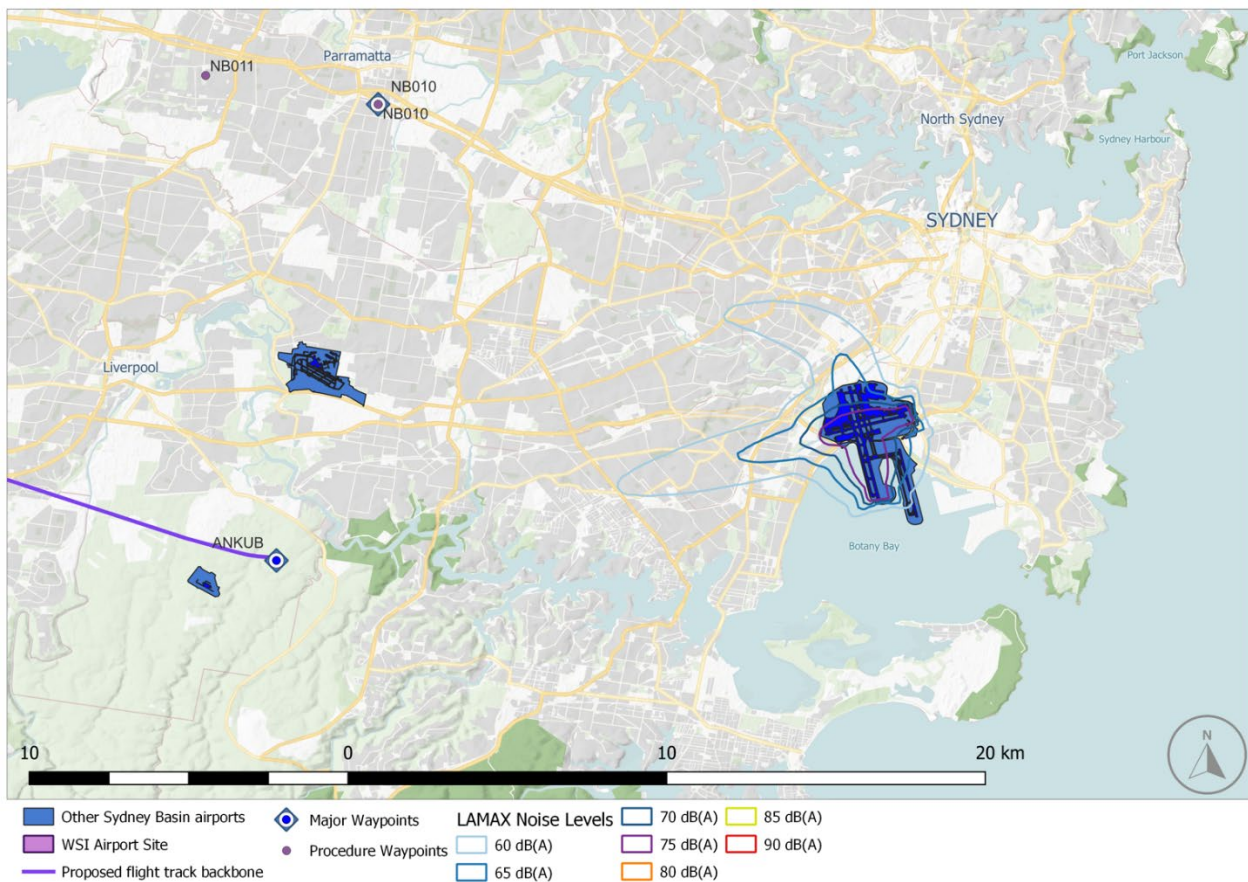 Port Jackson
Parramatta
NB011
NB010
NB010
North Sydney
Sydney Harbour
SYDNEY
Liverpool
ANKUB
Botany Bay
N
10 0 10 20 km
Other Sydney Basin airports
WSI Airport Site
Proposed flight track backbone
Major Waypoints
Procedure Waypoints
LAMAX Noise Levels
60 dB(A)
65 dB(A)
70 dB(A)
75 dB(A)
80 dB(A)
85 dB(A)
90 dB(A)